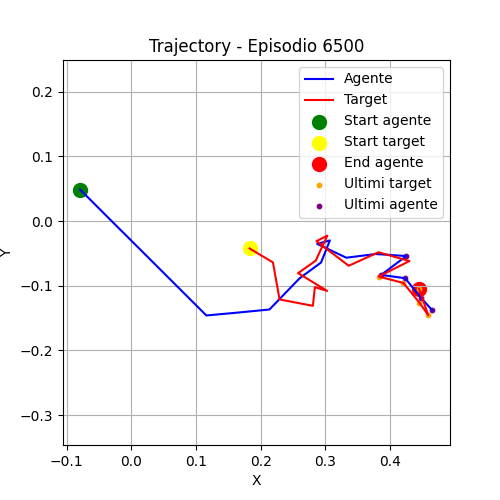 Trajectory - Episodio 6500
Agente
Target
Start agente
Start target
End agente
Ultimi target
Ultimi agente
0.2
0.1
0.0
−0.1
−0.2
−0.3
Y
−0.1
0.0
0.1
0.2
0.3
0.4
X